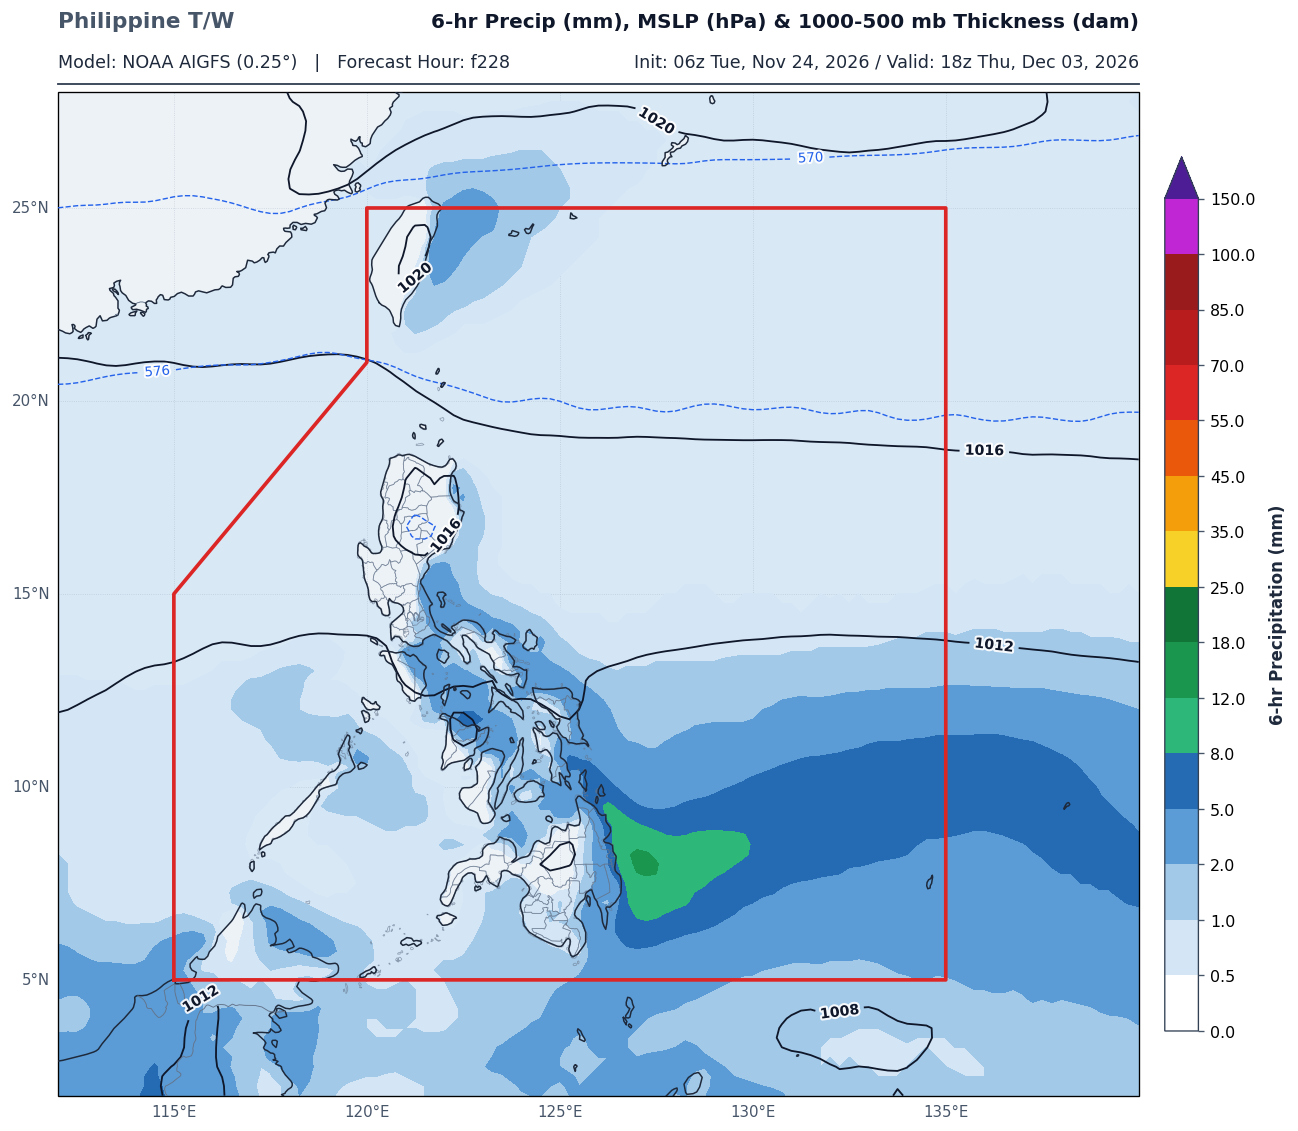 Philippine T/W
6-hr Precip (mm), MSLP (hPa) & 1000-500 mb Thickness (dam)
Model: NOAA AIGFS (0.25°) | Forecast Hour: f228
Init: 06z Tue, Nov 24, 2026 / Valid: 18z Thu, Dec 03, 2026
1020
570
25°N
1020
576
20°N
1016
1016
15°N
1012
10°N
5°N
1012
1008
115°E
120°E
125°E
130°E
135°E
150.0
100.0
85.0
70.0
55.0
45.0
35.0
25.0
18.0
12.0
8.0
5.0
2.0
1.0
0.5
0.0
6-hr Precipitation (mm)